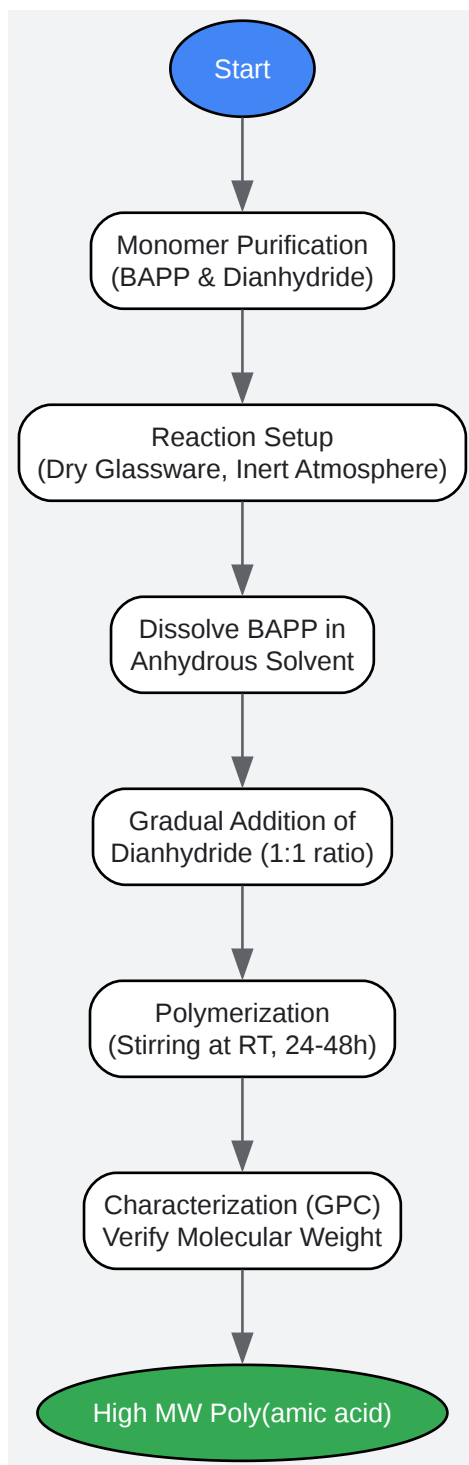 Start
Monomer Purification
(BAPP & Dianhydride)
Reaction Setup
(Dry Glassware, Inert Atmosphere)
Dissolve BAPP in
Anhydrous Solvent
Gradual Addition of
Dianhydride (1:1 ratio)
Polymerization
(Stirring at RT, 24-48h)
Characterization (GPC)
Verify Molecular Weight
High MW Poly(amic acid)